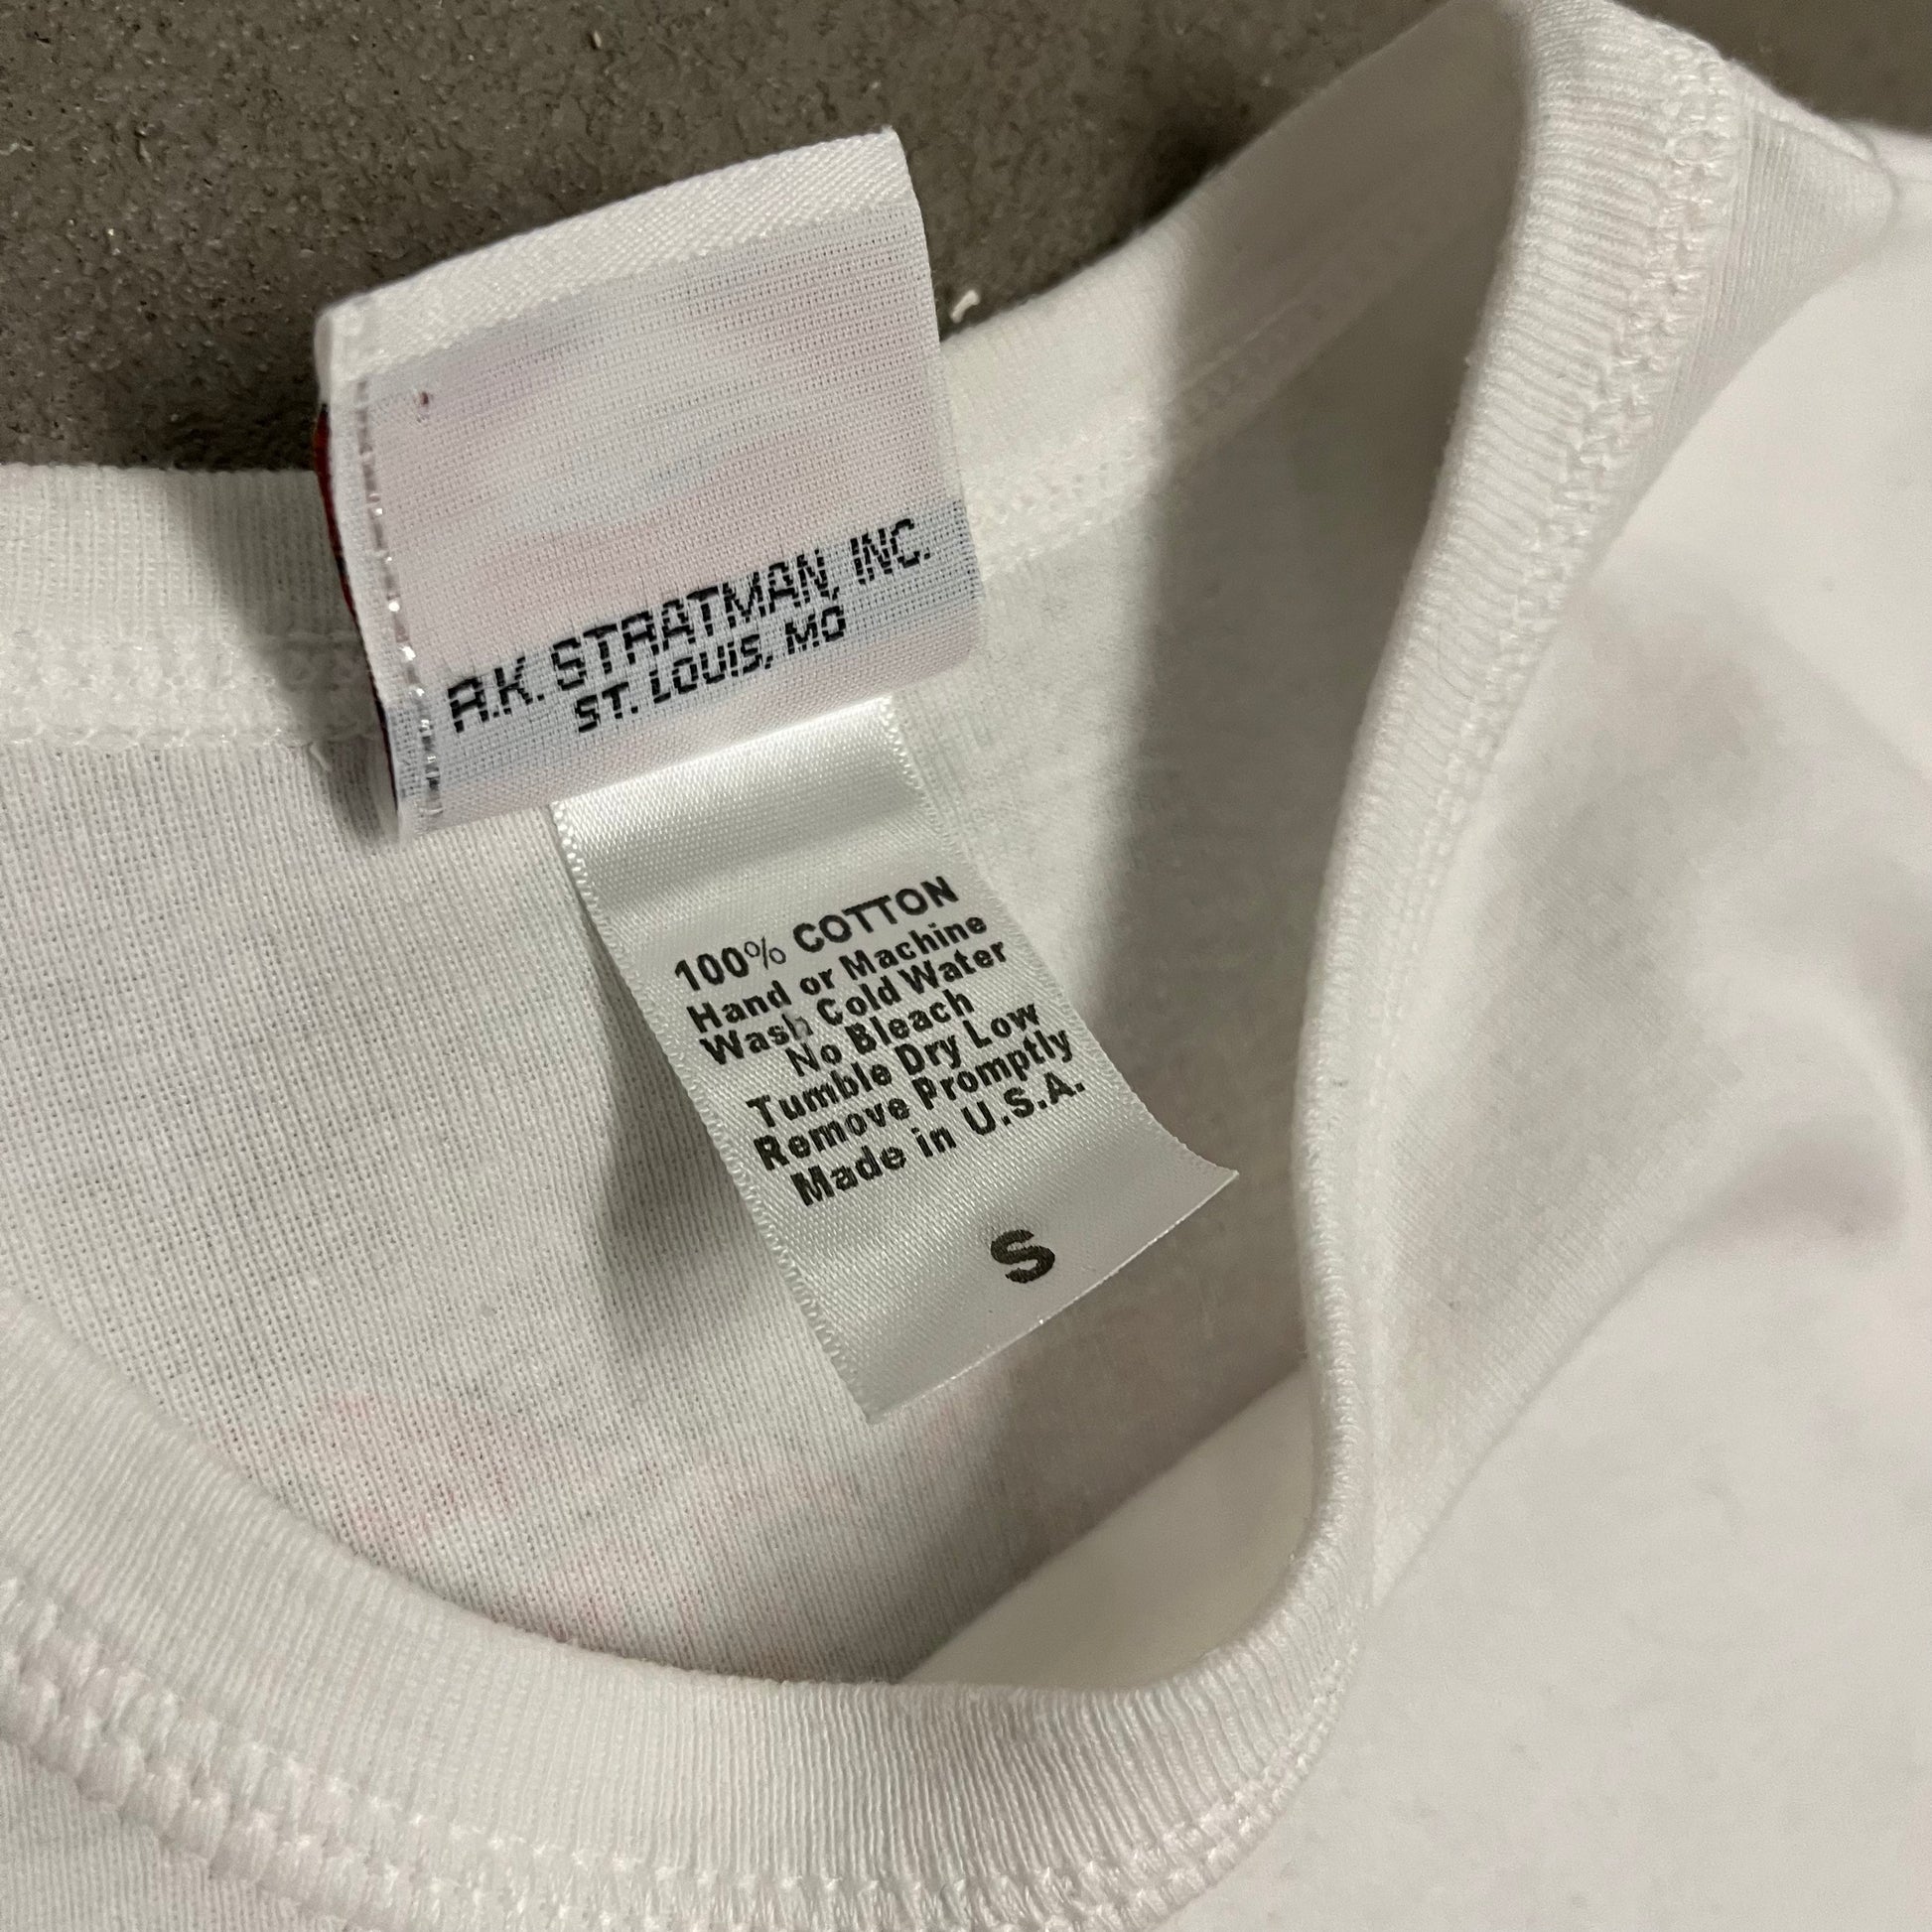 R.K. STRATMAN, INC.
ST. LOUIS, MO
100% COTTON
Hand or Machine
Wash Cold Water
No Bleach
Tumble Dry Low
Remove Promptly
Made in U.S.A.
S